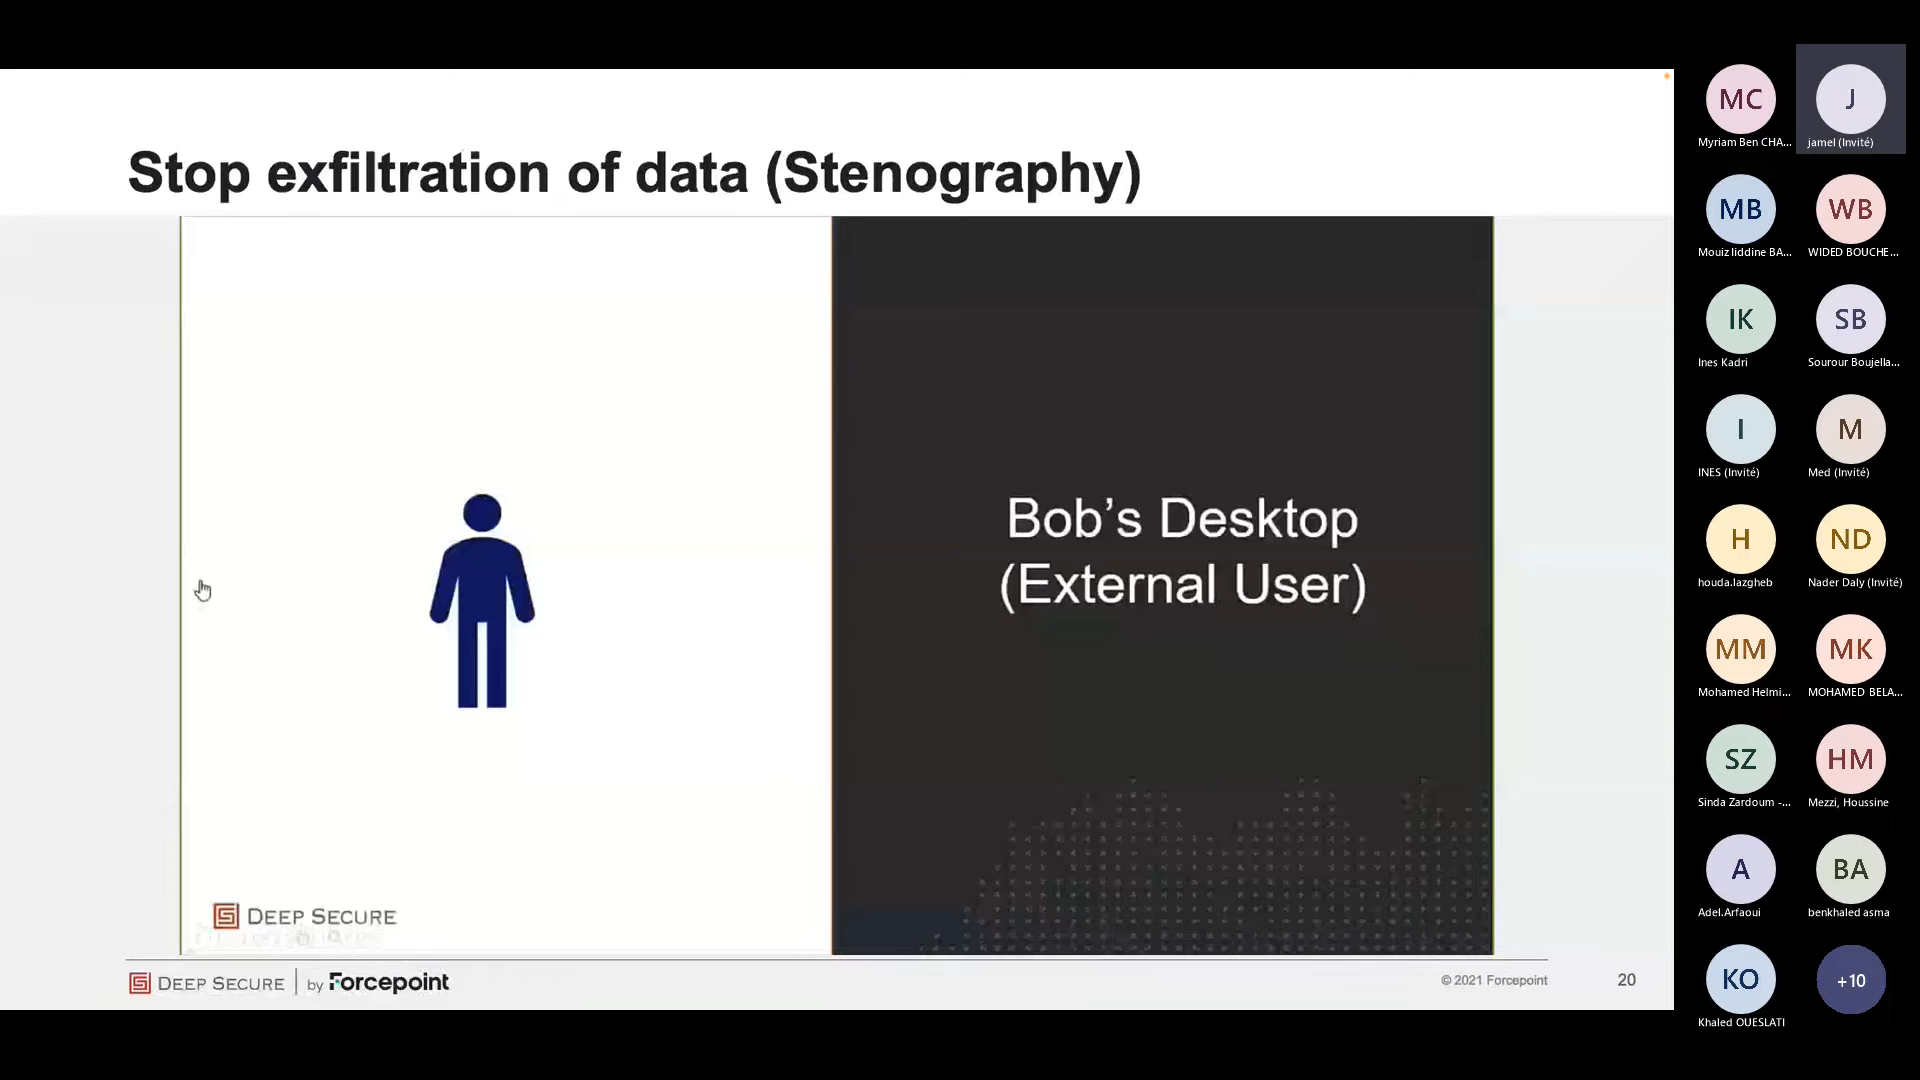 Stop exfiltration of data (Stenography)
Bob's Desktop
(External User)
DEEP SECURE
DEEP SECURE | by Forcepoint
© 2021 Forcepoint
20
MC
Myriam Ben CHA...
J
jamel (Invité)
MB
Mouiz liddine BA...
WB
WIDED BOUCHE...
IK
Ines Kadri
SB
Sourour Boujella...
I
INES (Invité)
M
Med (Invité)
H
houda.lazgheb
ND
Nader Daly (Invité)
MM
Mohamed Helmi...
MK
MOHAMED BELA...
SZ
Sinda Zardoum -...
HM
Mezzi, Houssine
A
Adel.Arfaoui
BA
benkhaled asma
KO
Khaled OUESLATI
+10